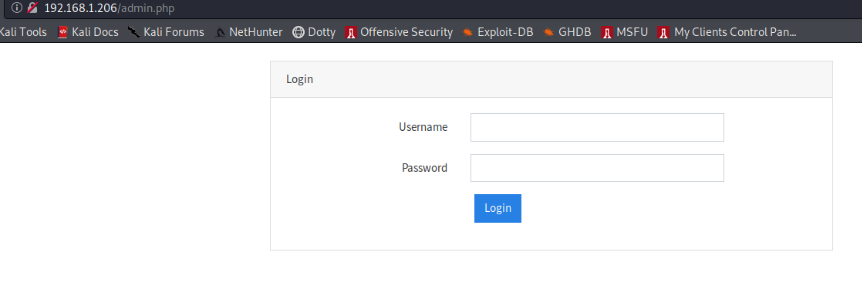 192.168.1.206/admin.php
Kali Tools Kali Docs Kali Forums NetHunter Dotty Offensive Security Exploit-DB GHDB MSFU My Clients Control Pan...
Login
Username
Password
Login